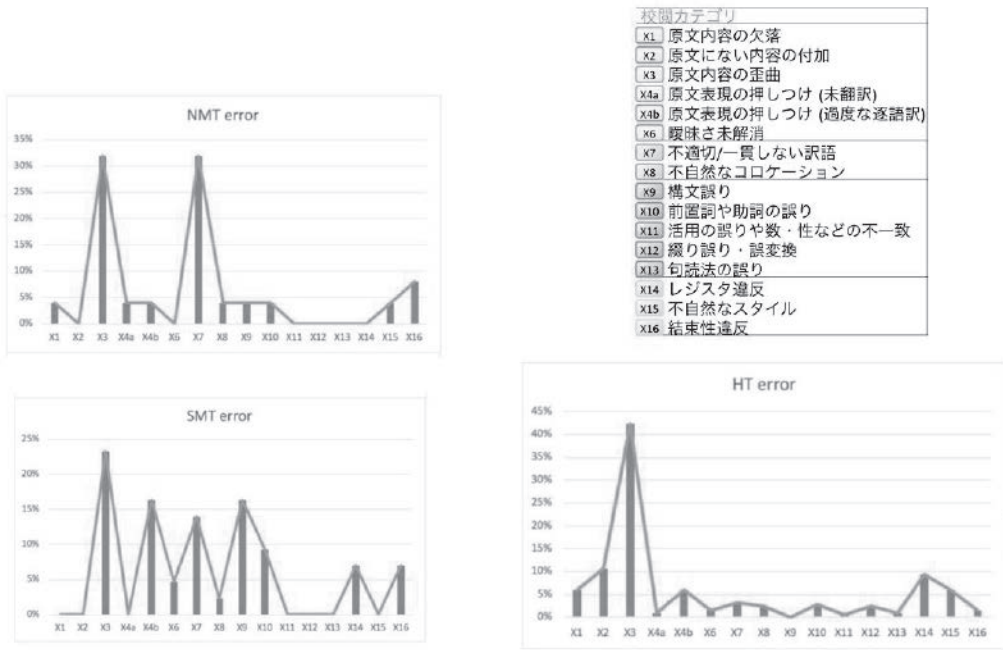 校閲カテゴリ
X1 原文内容の欠落
X2 原文にない内容の付加
X3 原文内容の歪曲
X4a 原文表現の押しつけ (未翻訳)
X4b 原文表現の押しつけ (過度な逐語訳)
X6 曖昧さ未解消
X7 不適切/一貫しない訳語
X8 不自然なコロケーション
X9 構文誤り
X10 前置詞や助詞の誤り
X11 活用の誤りや数・性などの不一致
X12 綴り誤り・誤変換
X13 句読法の誤り
X14 レジスタ違反
X15 不自然なスタイル
X16 結束性違反
NMT error
35%
30%
25%
20%
15%
10%
5%
0%
X1 X2 X3 X4a X4b X6 X7 X8 X9 X10 X11 X12 X13 X14 X15 X16
SMT error
25%
20%
15%
10%
5%
0%
X1 X2 X3 X4a X4b X6 X7 X8 X9 X10 X11 X12 X13 X14 X15 X16
HT error
45%
40%
35%
30%
25%
20%
15%
10%
5%
0%
X1 X2 X3 X4a X4b X6 X7 X8 X9 X10 X11 X12 X13 X14 X15 X16